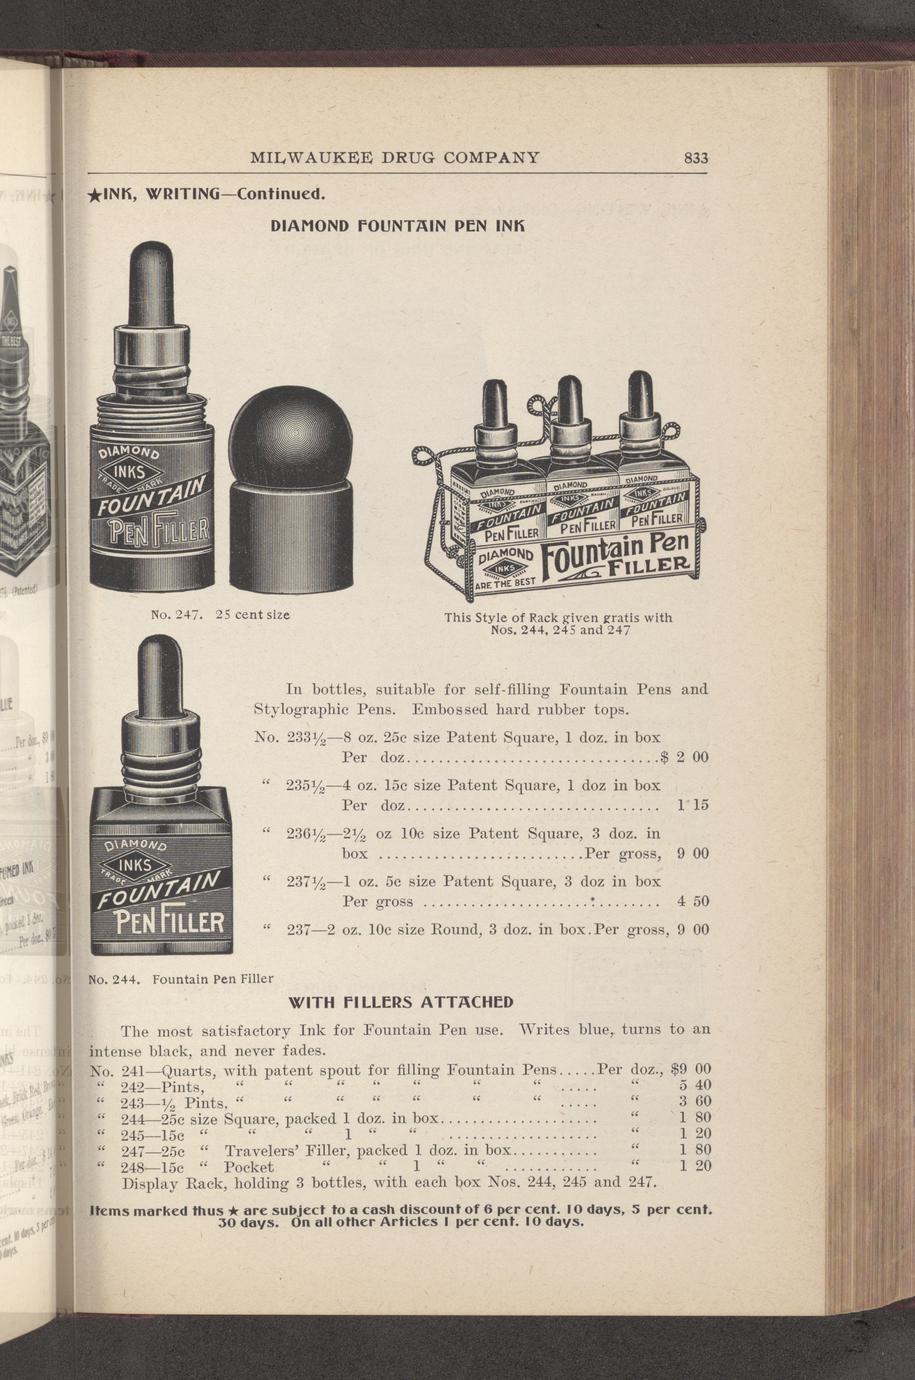 MILWAUKEE DRUG COMPANY 833
★INK, WRITING—Continued.
DIAMOND FOUNTAIN PEN INK
DIAMOND
INKS
TRADE MARK
FOUNTAIN
PEN FILLER
DIAMOND
INKS
FOUNTAIN
PEN FILLER
DIAMOND
INKS
FOUNTAIN
PEN FILLER
DIAMOND
INKS
FOUNTAIN
PEN FILLER
DIAMOND
INKS
ARE THE BEST
Fountain Pen
FILLER
No. 247. 25 cent size
This Style of Rack given gratis with
Nos. 244, 245 and 247
DIAMOND
INKS
TRADE MARK
FOUNTAIN
PEN FILLER
No. 244. Fountain Pen Filler
In bottles, suitable for self-filling Fountain Pens and
Stylographic Pens. Embossed hard rubber tops.
No. 233½—8 oz. 25c size Patent Square, 1 doz. in box
Per doz..............................$ 2 00
“ 235½—4 oz. 15c size Patent Square, 1 doz in box
Per doz.............................. 1 15
“ 236½—2½ oz 10c size Patent Square, 3 doz. in
box ........................Per gross, 9 00
“ 237½—1 oz. 5c size Patent Square, 3 doz in box
Per gross ............................ 4 50
“ 237—2 oz. 10c size Round, 3 doz. in box.Per gross, 9 00
WITH FILLERS ATTACHED
The most satisfactory Ink for Fountain Pen use. Writes blue, turns to an
intense black, and never fades.
No. 241—Quarts, with patent spout for filling Fountain Pens.....Per doz., $9 00
“ 242—Pints, “ “ “ “ “ “ “ ..... “ 5 40
“ 243—½ Pints, “ “ “ “ “ “ “ ..... “ 3 60
“ 244—25c size Square, packed 1 doz. in box................... “ 1 80
“ 245—15c “ “ “ 1 “ “ .................. “ 1 20
“ 247—25c “ Travelers’ Filler, packed 1 doz. in box........... “ 1 80
“ 248—15c “ Pocket “ “ 1 “ “ ............ “ 1 20
Display Rack, holding 3 bottles, with each box Nos. 244, 245 and 247.
Items marked thus ★ are subject to a cash discount of 6 per cent. 10 days, 5 per cent.
30 days. On all other Articles 1 per cent. 10 days.